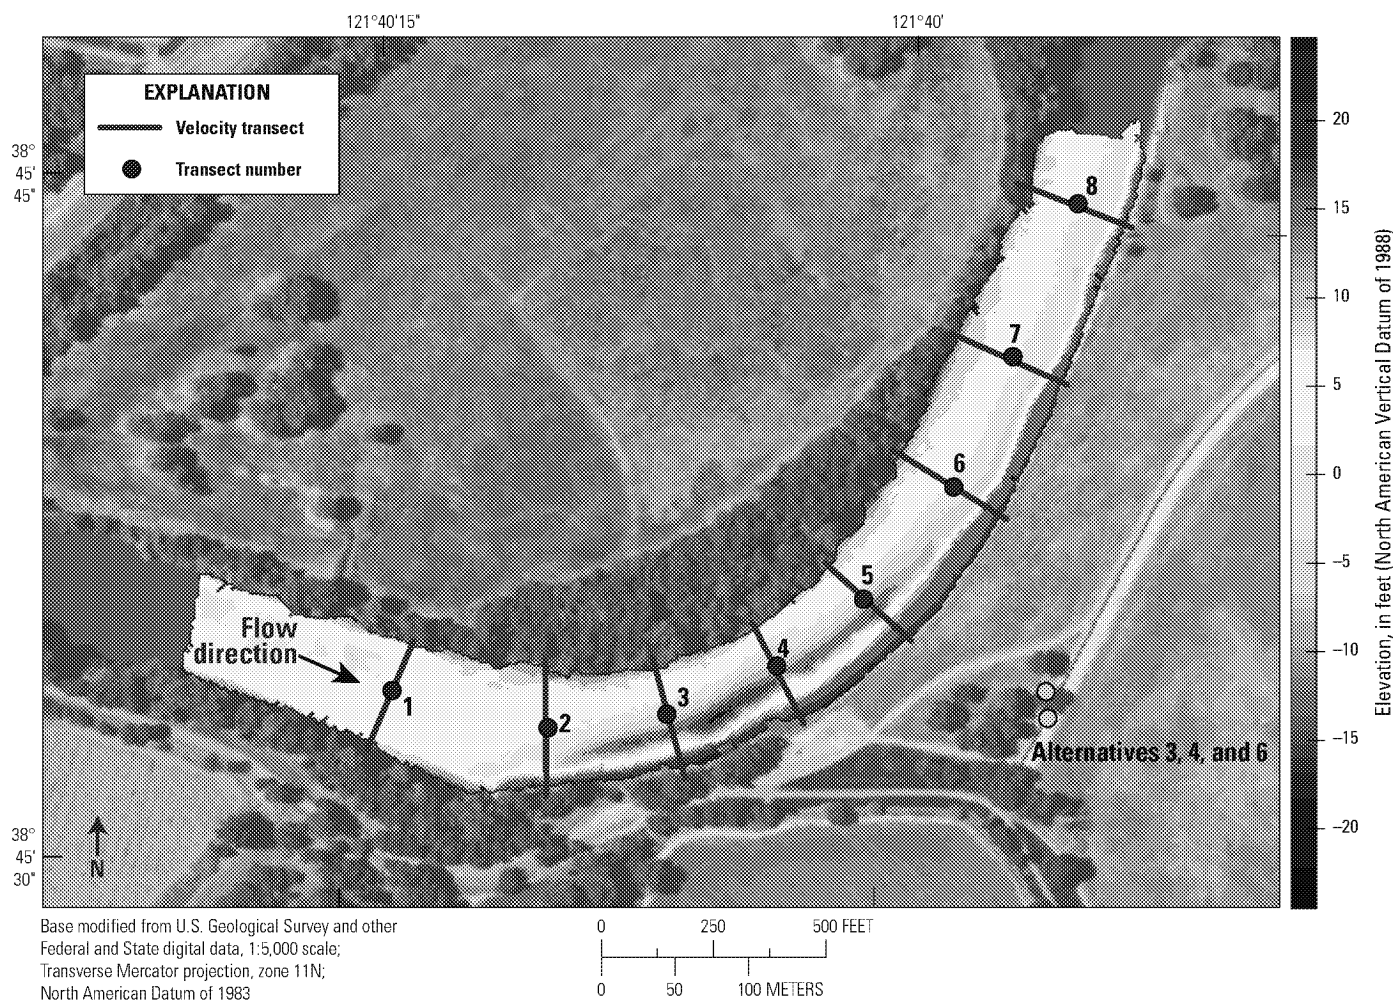 121°40'15"
121°40'
EXPLANATION
Velocity transect
Transect number
38°
45'
45"
8
7
6
5
4
3
2
1
Flow
direction
Alternatives 3, 4, and 6
N
38°
45'
30"
20
15
10
5
0
–5
–10
–15
–20
Elevation, in feet (North American Vertical Datum of 1988)
Base modified from U.S. Geological Survey and other
Federal and State digital data, 1:5,000 scale;
Transverse Mercator projection, zone 11N;
North American Datum of 1983
0 250 500 FEET
0 50 100 METERS